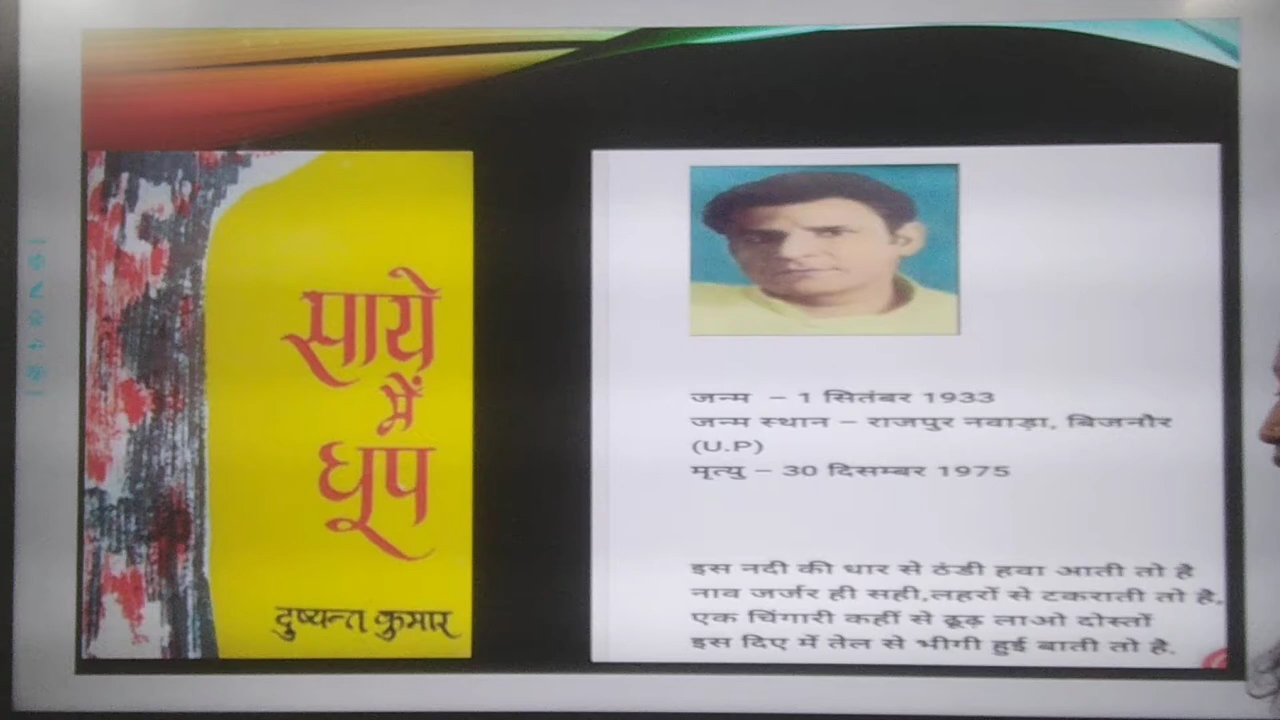 साये
में
धूप
दुष्यन्त कुमार
जन्म – 1 सितंबर 1933
जन्म स्थान – राजपुर नवाड़ा, बिजनौर
(U.P)
मृत्यु – 30 दिसम्बर 1975
इस नदी की धार से ठंडी हवा आती तो है
नाव जर्जर ही सही,लहरों से टकराती तो है,
एक चिंगारी कहीं से ढूढ़ लाओ दोस्तों
इस दिए में तेल से भीगी हुई बाती तो है.